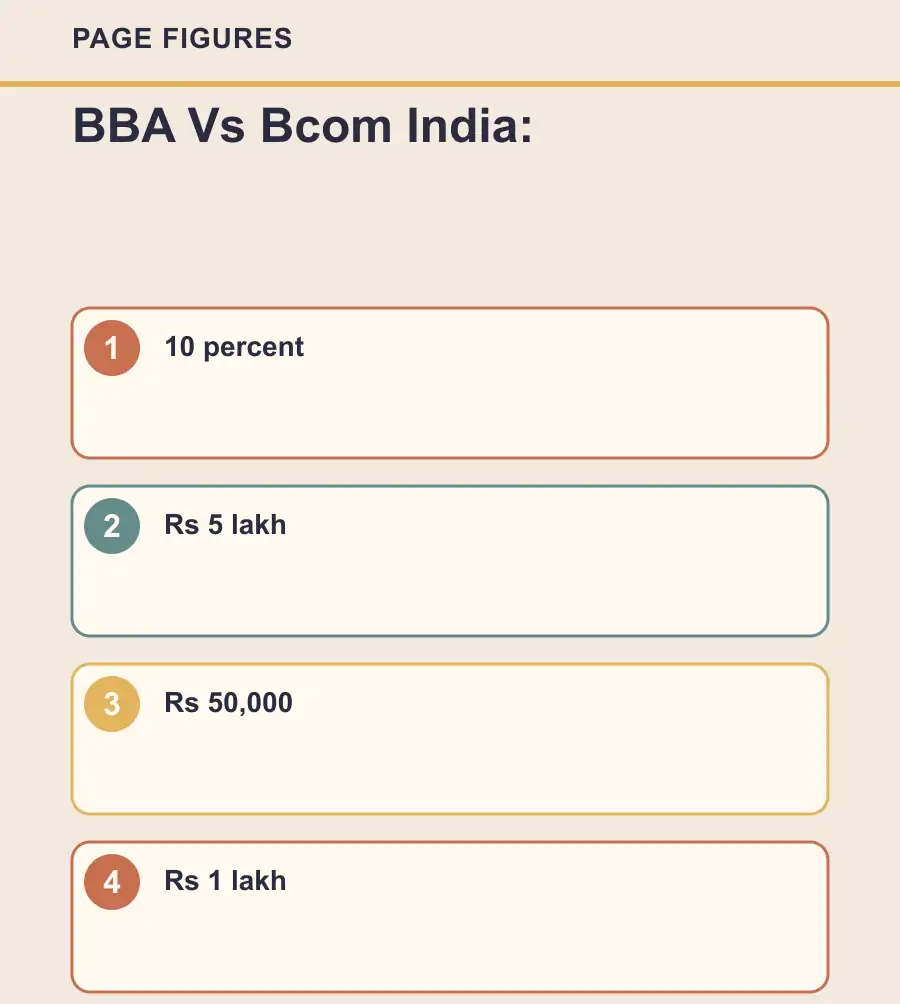 PAGE FIGURES
BBA Vs Bcom India:
1 10 percent
2 Rs 5 lakh
3 Rs 50,000
4 Rs 1 lakh